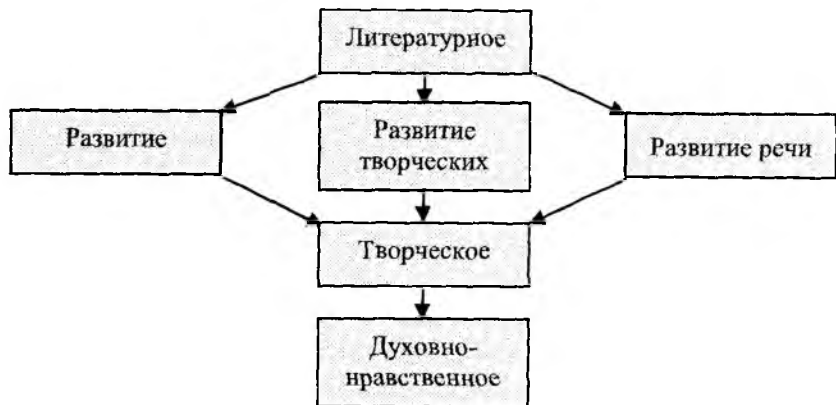 Литературное
Развитие
Развитие
творческих
Развитие речи
Творческое
Духовно-
нравственное